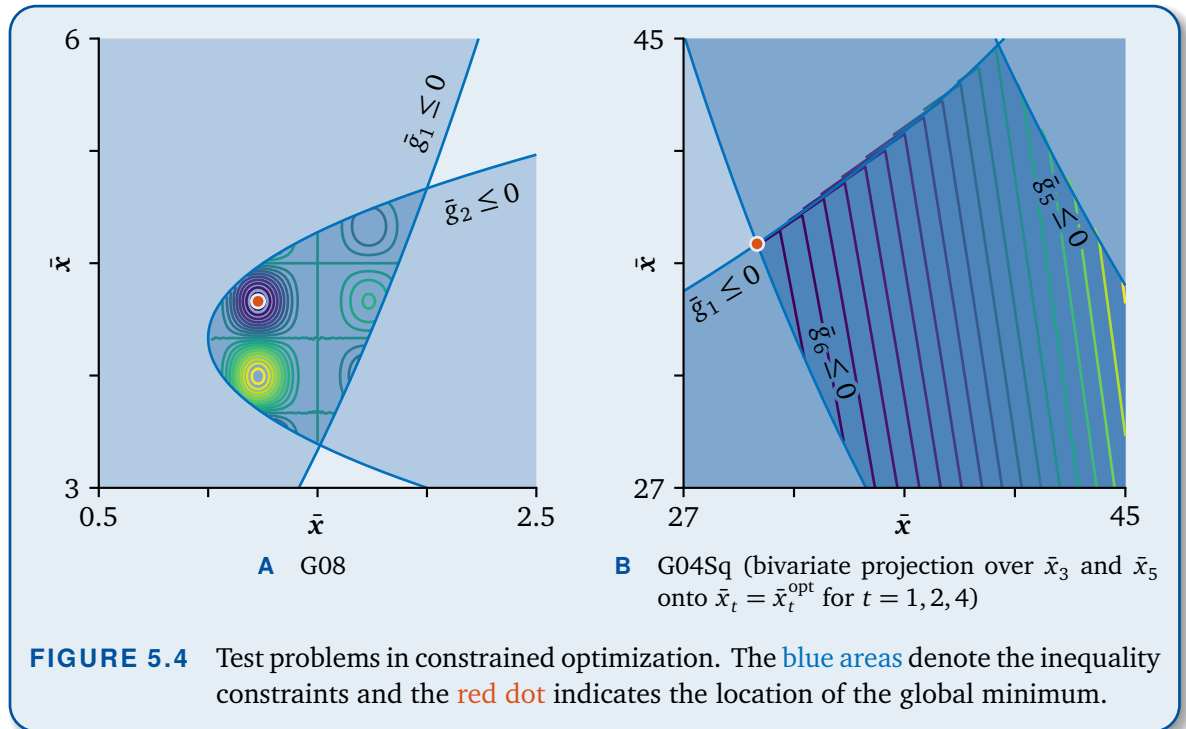 6
x̄
3
0.5
x̄
2.5
ḡ₁ ≤ 0
ḡ₂ ≤ 0
A G08
45
x̄
27
27
x̄
45
ḡ₁ ≤ 0
ḡ₆ ≤ 0
ḡ₅ ≤ 0
B G04Sq (bivariate projection over x̄₃ and x̄₅
onto x̄ₜ = x̄ₜᵒᵖᵗ for t = 1, 2, 4)
FIGURE 5.4 Test problems in constrained optimization. The blue areas denote the inequality
constraints and the red dot indicates the location of the global minimum.